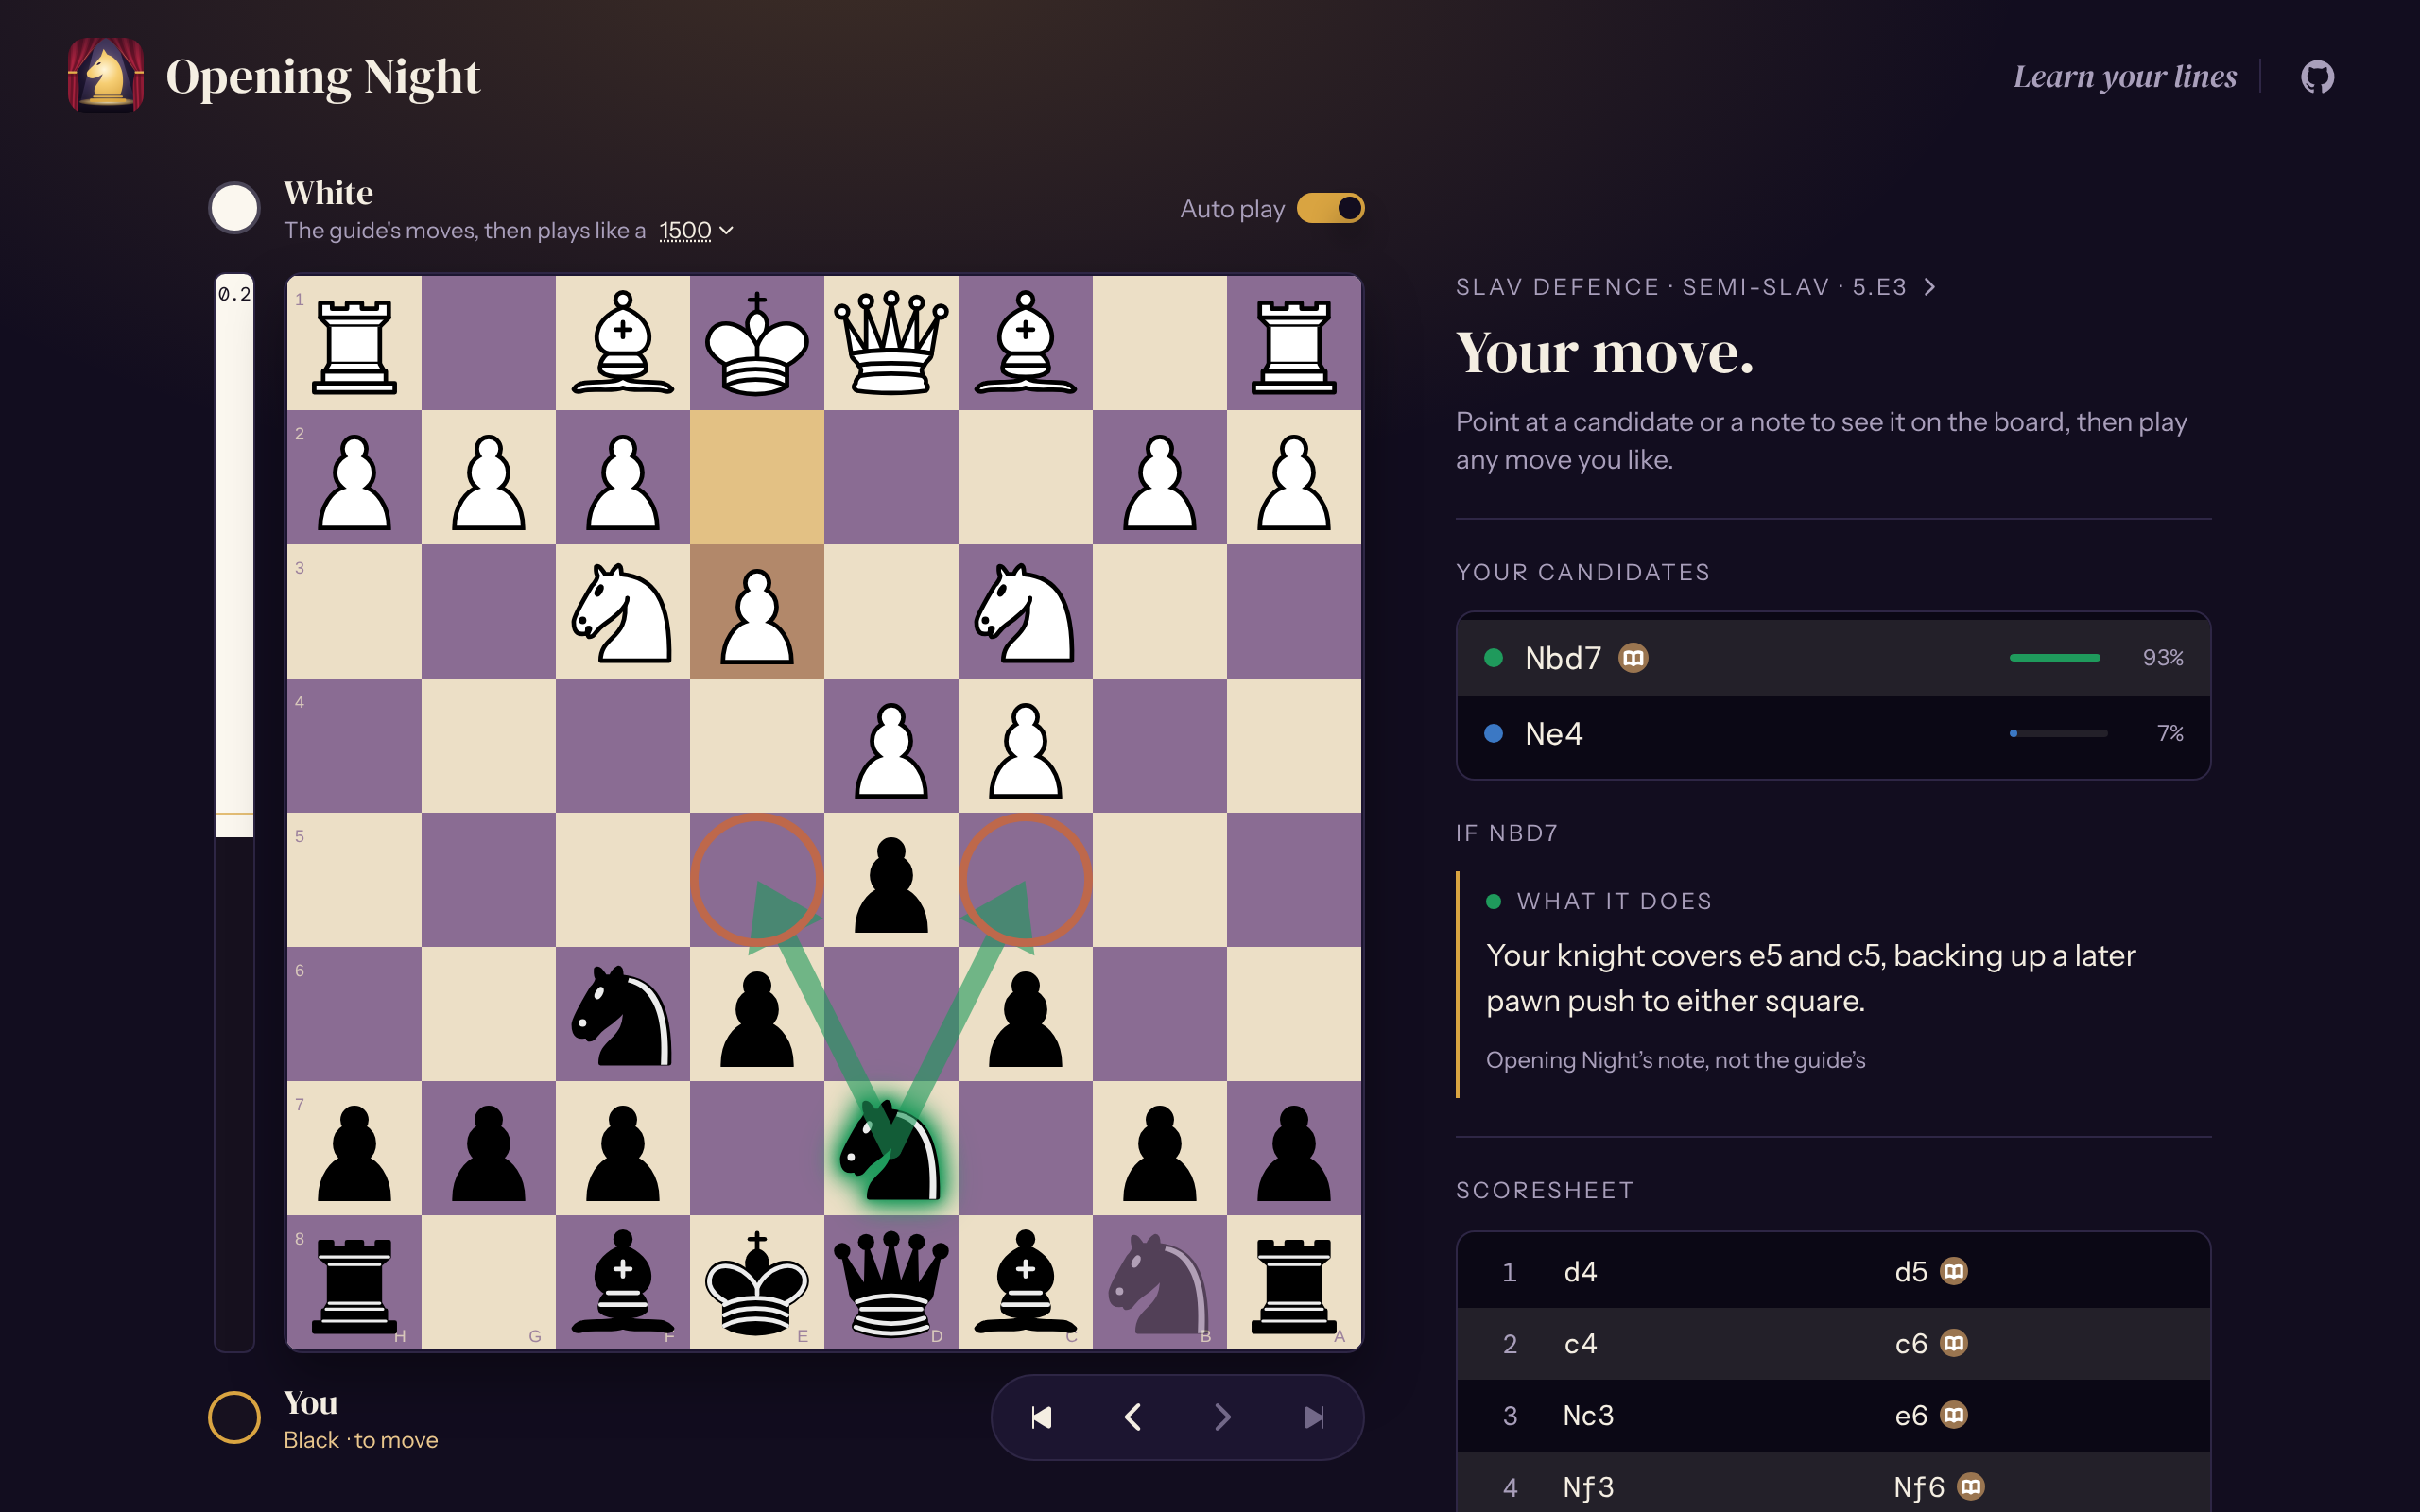 Opening Night
Learn your lines
White
The guide's moves, then plays like a 1500
Auto play
0.2
1
2
3
4
5
6
7
8
H G F E D C B A
You
Black · to move
SLAV DEFENCE · SEMI-SLAV · 5.E3
Your move.
Point at a candidate or a note to see it on the board, then play
any move you like.
YOUR CANDIDATES
Nbd7 93%
Ne4 7%
IF NBD7
WHAT IT DOES
Your knight covers e5 and c5, backing up a later
pawn push to either square.
Opening Night’s note, not the guide’s
SCORESHEET
1 d4 d5
2 c4 c6
3 Nc3 e6
4 Nf3 Nf6